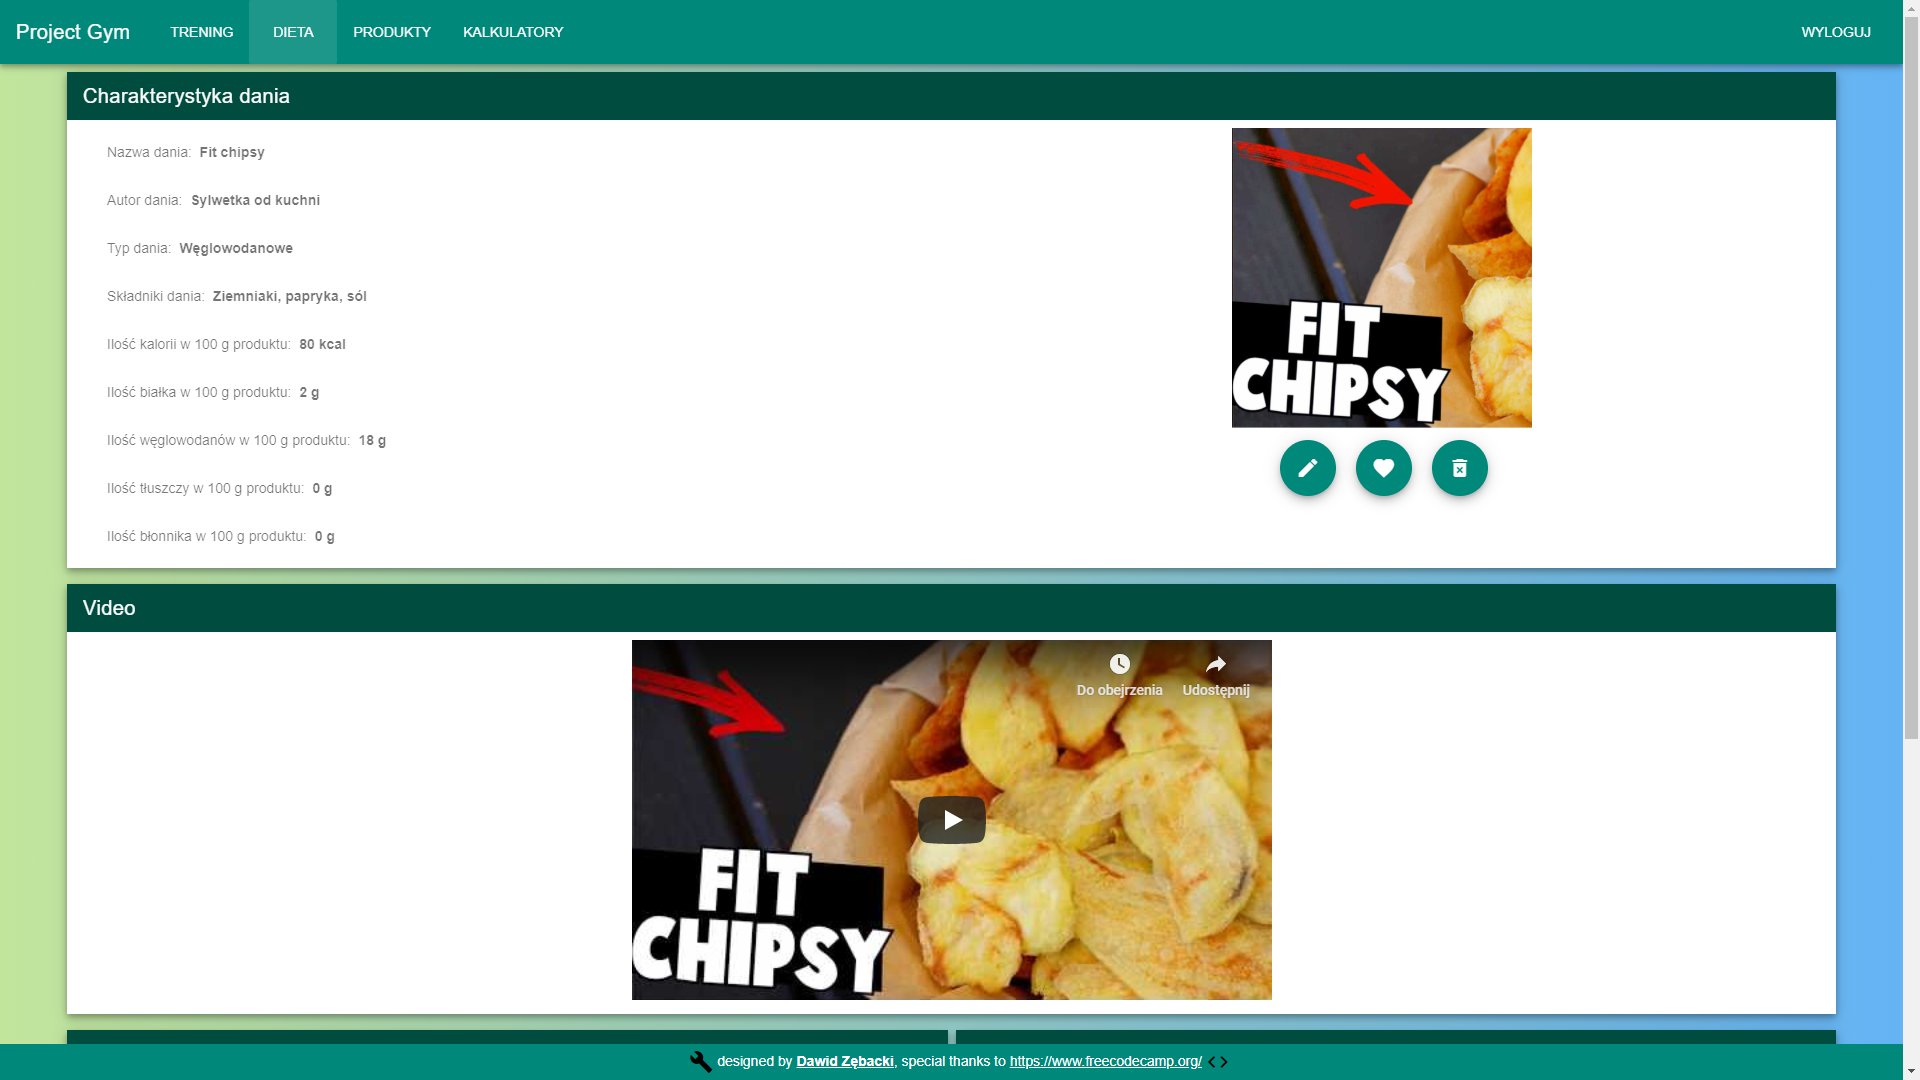 Project Gym TRENING DIETA PRODUKTY KALKULATORY WYLOGUJ
Charakterystyka dania
Nazwa dania: Fit chipsy
Autor dania: Sylwetka od kuchni
Typ dania: Węglowodanowe
Składniki dania: Ziemniaki, papryka, sól
Ilość kalorii w 100 g produktu: 80 kcal
Ilość białka w 100 g produktu: 2 g
Ilość węglowodanów w 100 g produktu: 18 g
Ilość tłuszczy w 100 g produktu: 0 g
Ilość błonnika w 100 g produktu: 0 g
FIT
CHIPSY
Video
Do obejrzenia Udostępnij
FIT
CHIPSY
designed by Dawid Zębacki, special thanks to https://www.freecodecamp.org/